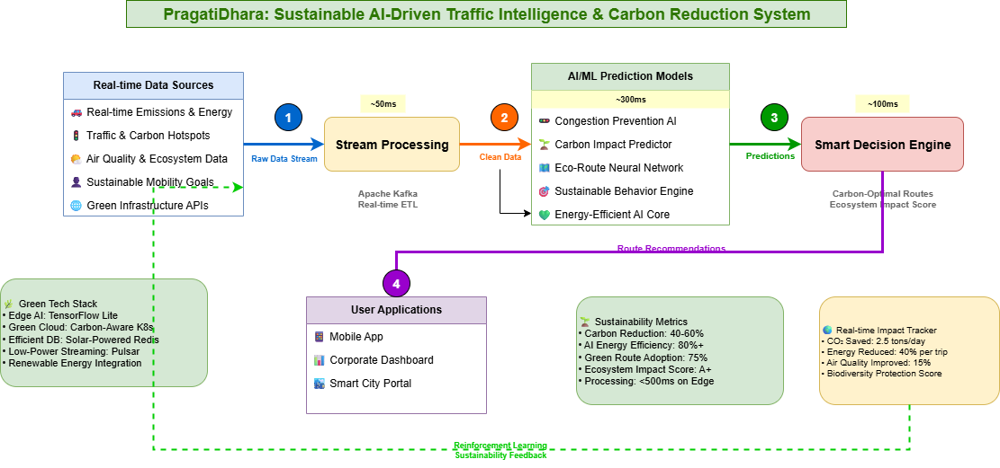 PragatiDhara: Sustainable AI-Driven Traffic Intelligence & Carbon Reduction System
Real-time Data Sources
Real-time Emissions & Energy
Traffic & Carbon Hotspots
Air Quality & Ecosystem Data
Sustainable Mobility Goals
Green Infrastructure APIs
1
Raw Data Stream
~50ms
Stream Processing
Apache Kafka
Real-time ETL
2
Clean Data
AI/ML Prediction Models
~300ms
Congestion Prevention AI
Carbon Impact Predictor
Eco-Route Neural Network
Sustainable Behavior Engine
Energy-Efficient AI Core
3
Predictions
~100ms
Smart Decision Engine
Carbon-Optimal Routes
Ecosystem Impact Score
Route Recommendations
4
User Applications
Mobile App
Corporate Dashboard
Smart City Portal
Green Tech Stack
• Edge AI: TensorFlow Lite
• Green Cloud: Carbon-Aware K8s
• Efficient DB: Solar-Powered Redis
• Low-Power Streaming: Pulsar
• Renewable Energy Integration
Sustainability Metrics
• Carbon Reduction: 40-60%
• AI Energy Efficiency: 80%+
• Green Route Adoption: 75%
• Ecosystem Impact Score: A+
• Processing: <500ms on Edge
Real-time Impact Tracker
• CO₂ Saved: 2.5 tons/day
• Energy Reduced: 40% per trip
• Air Quality Improved: 15%
• Biodiversity Protection Score
Reinforcement Learning
Sustainability Feedback